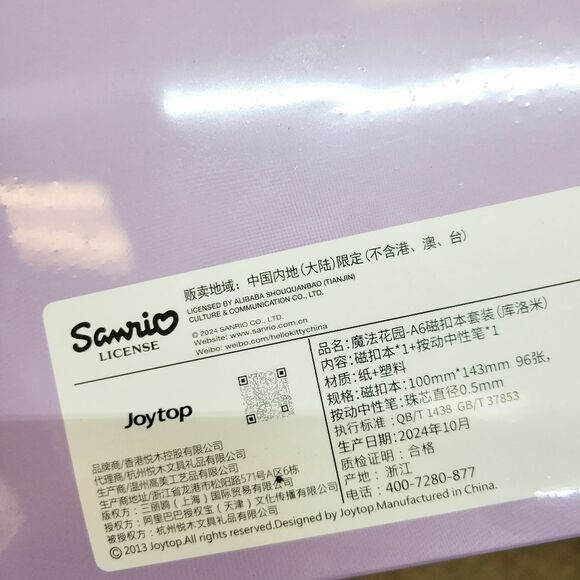 贩卖地域：中国内地(大陆)限定(不含港、澳、台)
Sanrio
LICENSE
LICENSED BY ALIBABA SHOUQUANBAO (TIANJIN)
CULTURE & COMMUNICATION CO., LTD.
© 2024 SANRIO CO., LTD.
Website: www.sanrio.com.cn
Weibo: weibo.com/hellokittychina
Joytop
品牌商/香港悦木控股有限公司
代理商/杭州悦木文具礼品有限公司
生产商／温州高美工艺品有限公司
生产商地址／浙江省龙港市松阳路571号A区6栋
版权方：三丽鸥（上海）国际贸易有限公司
授权方：阿里巴巴授权宝（天津）文化传播有限公司
被授权方：杭州悦木文具礼品有限公司
© 2013 Joytop.All rights reserved.Designed by Joytop.Manufactured in China.
品名:魔法花园-A6磁扣本套装(库洛米)
内容:磁扣本*1+按动中性笔*1
材质:纸+塑料
规格:磁扣本:100mm*143mm 96张,
按动中性笔:珠芯直径0.5mm
执行标准：QB/T 1438 GB/T 37853
生产日期:2024年10月
质检证明：合格
产地：浙江
电话：400-7280-877